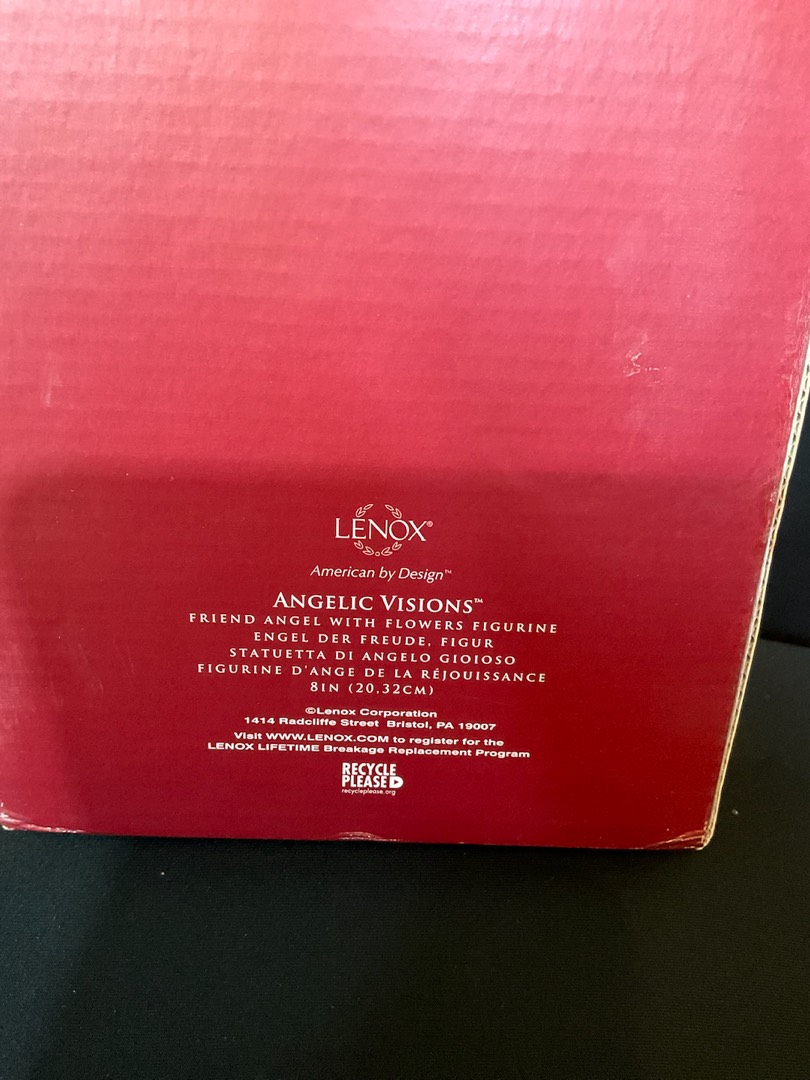 LENOX®
American by Design™
ANGELIC VISIONS™
FRIEND ANGEL WITH FLOWERS FIGURINE
ENGEL DER FREUDE, FIGUR
STATUETTA DI ANGELO GIOIOSO
FIGURINE D'ANGE DE LA RÉJOUISSANCE
8IN (20,32CM)
©Lenox Corporation
1414 Radcliffe Street Bristol, PA 19007
Visit WWW.LENOX.COM to register for the
LENOX LIFETIME Breakage Replacement Program
RECYCLE
PLEASE
recycleplease.org